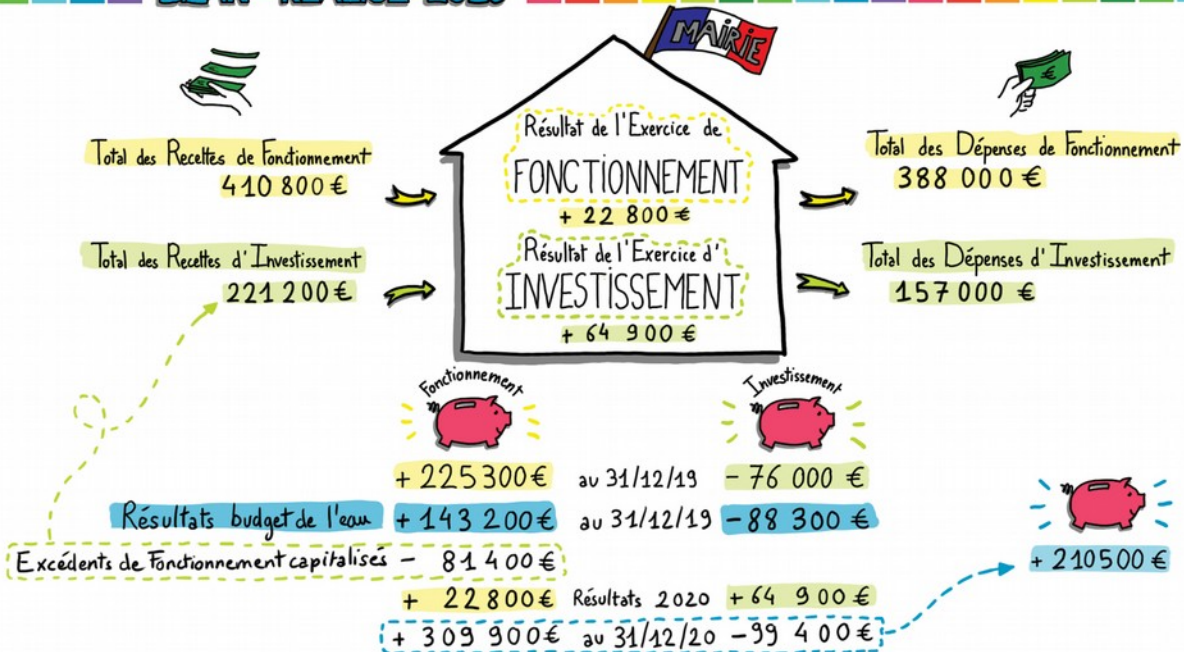 MAIRIE
Résultat de l'Exercice de
FONCTIONNEMENT
+ 22 800 €
Résultat de l'Exercice d'
INVESTISSEMENT
+ 64 900 €
Total des Recettes de Fonctionnement
410 800 €
Total des Recettes d'Investissement
221 200 €
Total des Dépenses de Fonctionnement
388 000 €
Total des Dépenses d'Investissement
157 000 €
Fonctionnement
Investissement
+ 225 300 € au 31/12/19 - 76 000 €
Résultats budget de l'eau + 143 200 € au 31/12/19 - 88 300 €
Excédents de Fonctionnement capitalisés - 81 400 €
+ 22 800 € Résultats 2020 + 64 900 €
+ 309 900 € au 31/12/20 - 99 400 €
+ 210500 €